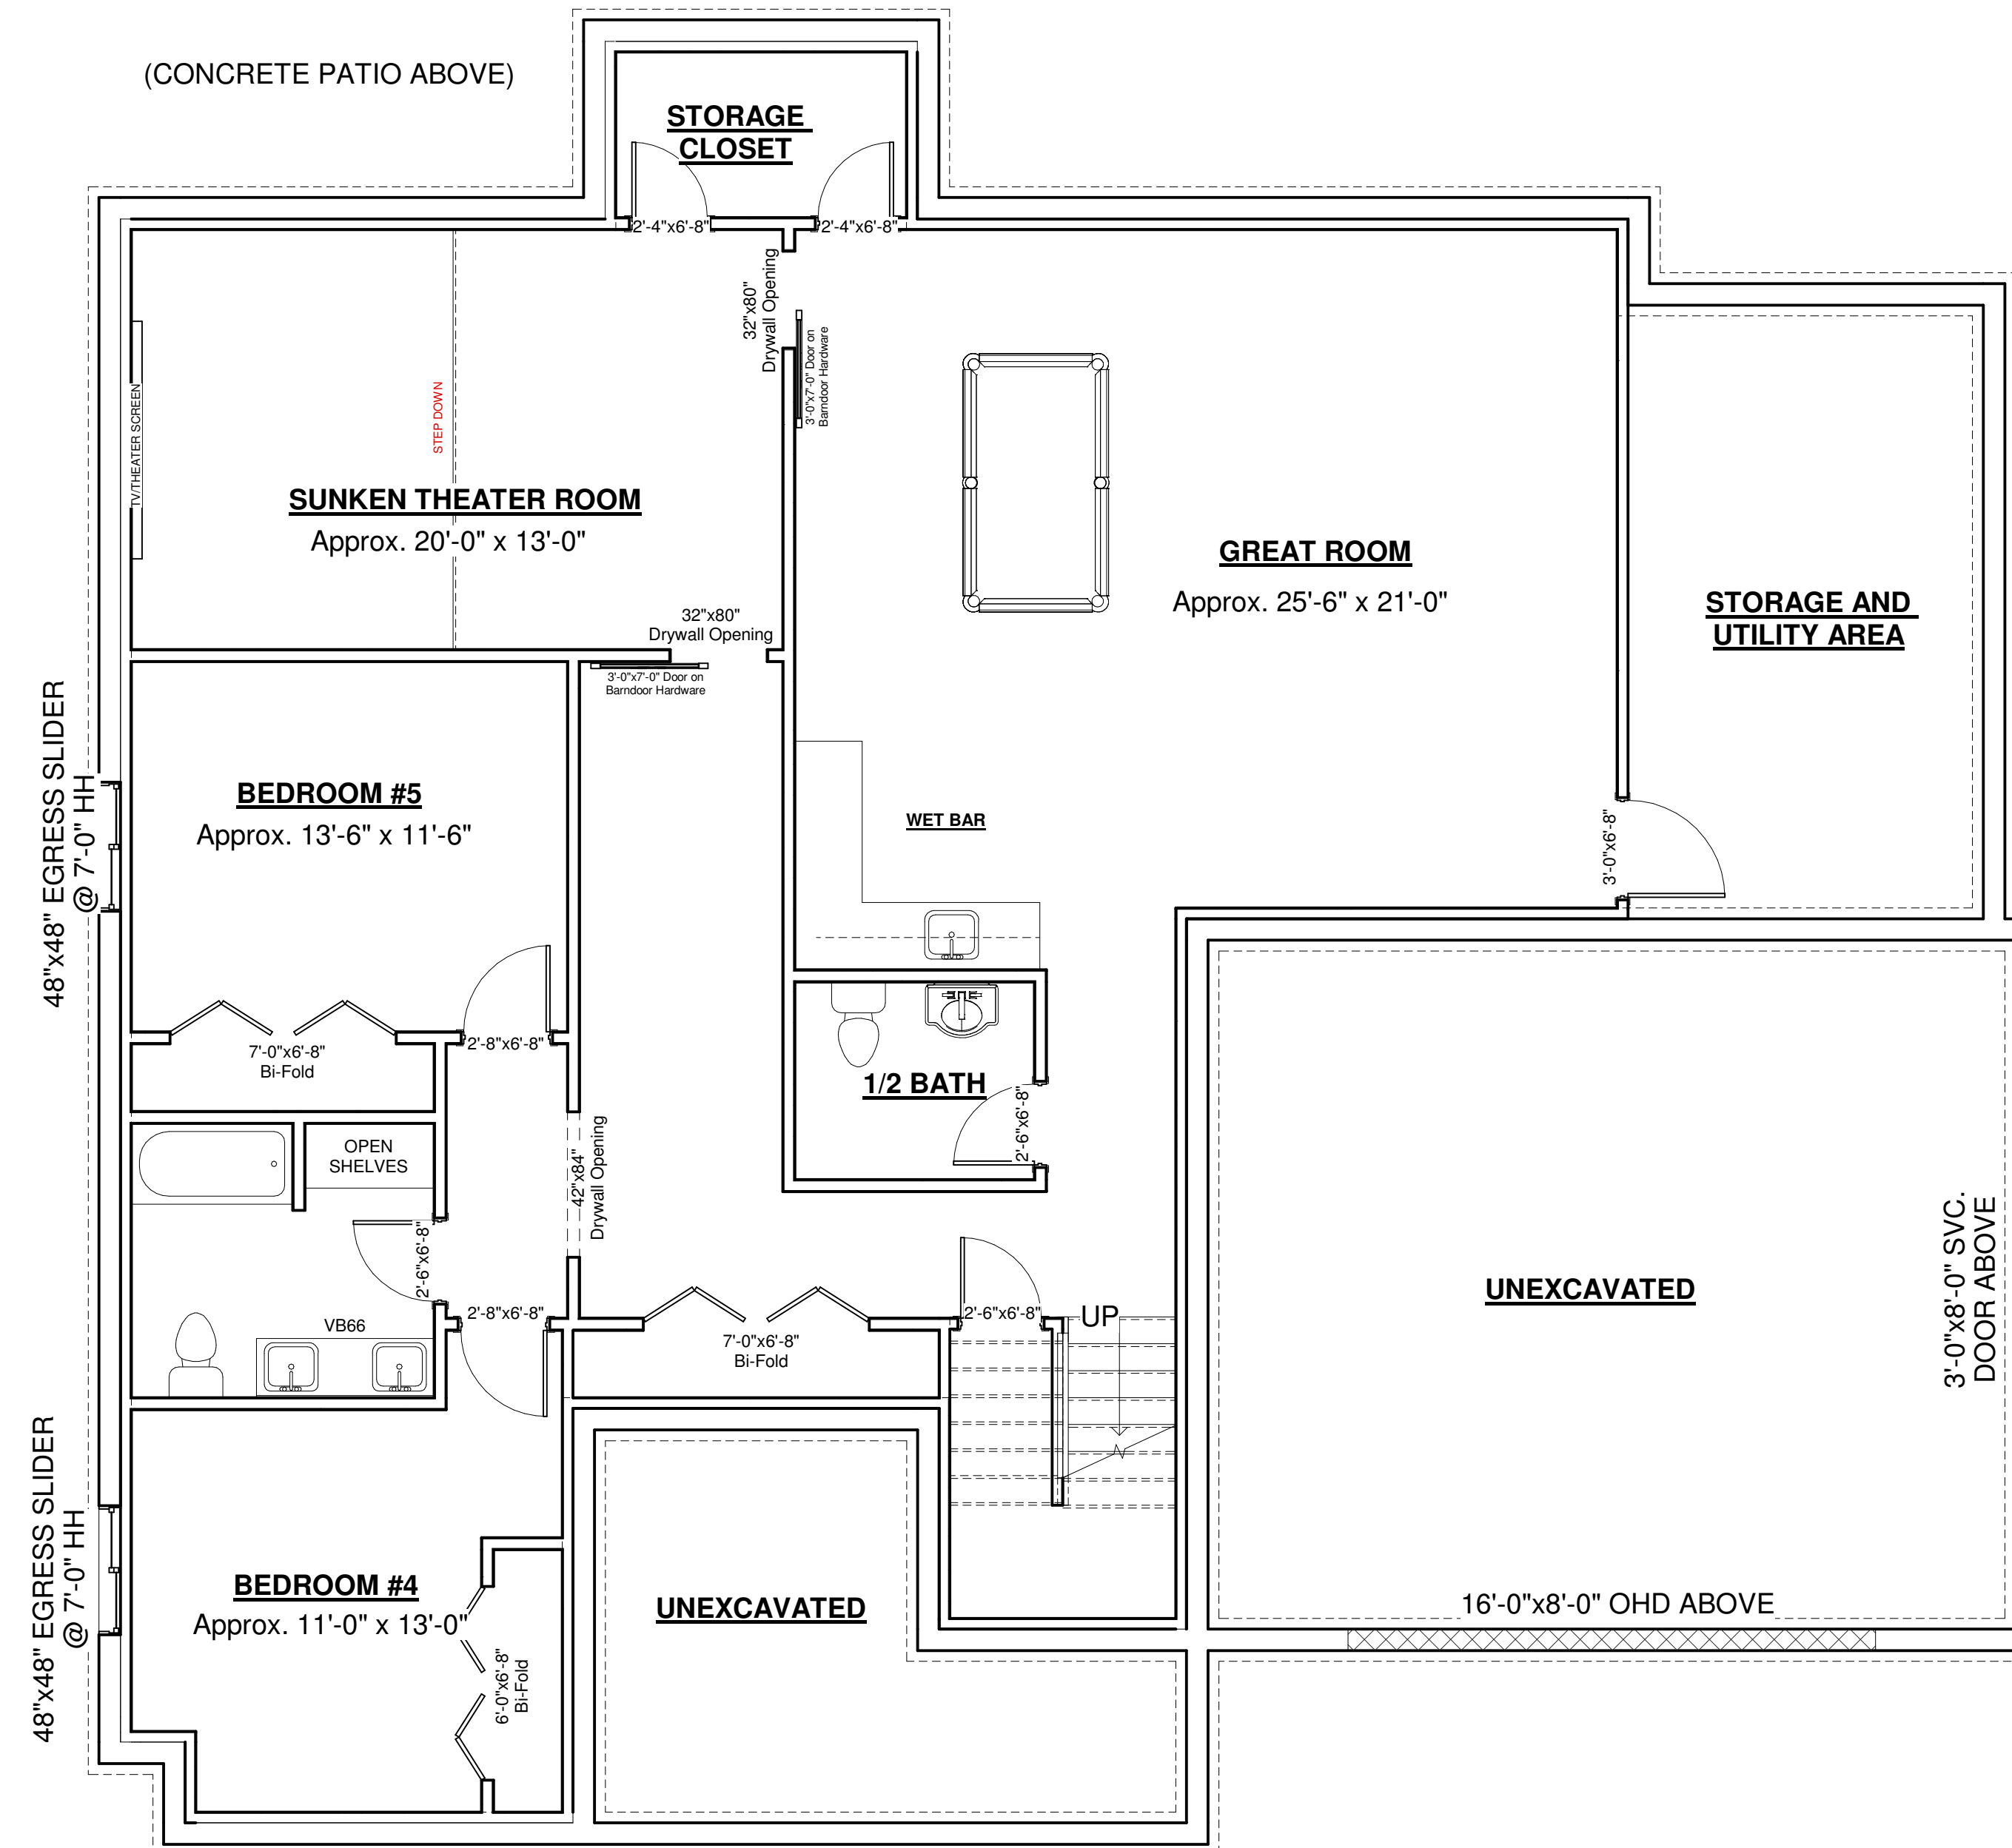 (CONCRETE PATIO ABOVE)
STORAGE
CLOSET
2'-4"x6'-8"
2'-4"x6'-8"
32"x80"
Drywall Opening
3'-0"x7'-0" Door on
Barndoor Hardware
TV/THEATER SCREEN
STEP DOWN
SUNKEN THEATER ROOM
Approx. 20'-0" x 13'-0"
GREAT ROOM
Approx. 25'-6" x 21'-0"
STORAGE AND
UTILITY AREA
32"x80"
Drywall Opening
3'-0"x7'-0" Door on
Barndoor Hardware
48"x48" EGRESS SLIDER
@ 7'-0" HH
BEDROOM #5
Approx. 13'-6" x 11'-6"
WET BAR
3'-0"x6'-8"
7'-0"x6'-8"
Bi-Fold
2'-8"x6'-8"
1/2 BATH
2'-6"x6'-8"
OPEN
SHELVES
42"x84"
Drywall Opening
2'-6"x6'-8"
UNEXCAVATED
3'-0"x8'-0" SVC.
DOOR ABOVE
VB66
2'-8"x6'-8"
7'-0"x6'-8"
Bi-Fold
2'-6"x6'-8"
UP
48"x48" EGRESS SLIDER
@ 7'-0" HH
BEDROOM #4
Approx. 11'-0" x 13'-0"
6'-0"x6'-8"
Bi-Fold
UNEXCAVATED
16'-0"x8'-0" OHD ABOVE